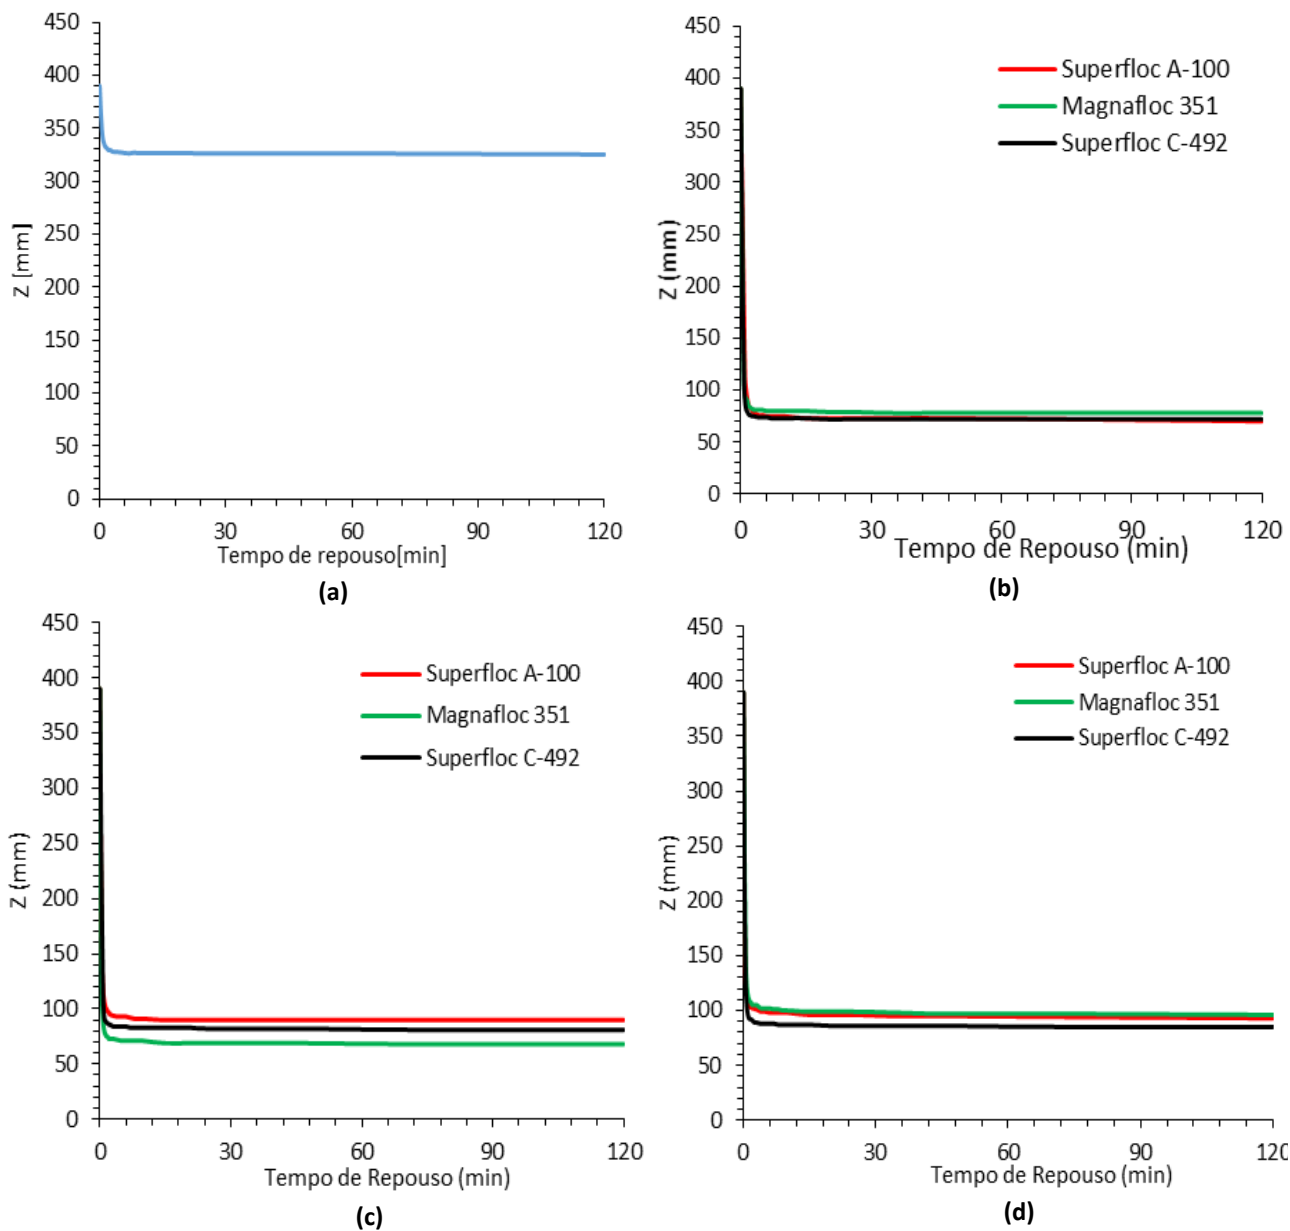 450
400
350
300
250
200
150
100
50
0
Z [mm]
0 30 60 90 120
Tempo de repouso[min]
(a)
450
400
350
300
250
200
150
100
50
0
Z (mm)
Superfloc A-100
Magnafloc 351
Superfloc C-492
0 30 60 90 120
Tempo de Repouso (min)
(b)
450
400
350
300
250
200
150
100
50
0
Z (mm)
Superfloc A-100
Magnafloc 351
Superfloc C-492
0 30 60 90 120
Tempo de Repouso (min)
(c)
450
400
350
300
250
200
150
100
50
0
Z (mm)
Superfloc A-100
Magnafloc 351
Superfloc C-492
0 30 60 90 120
Tempo de Repouso (min)
(d)